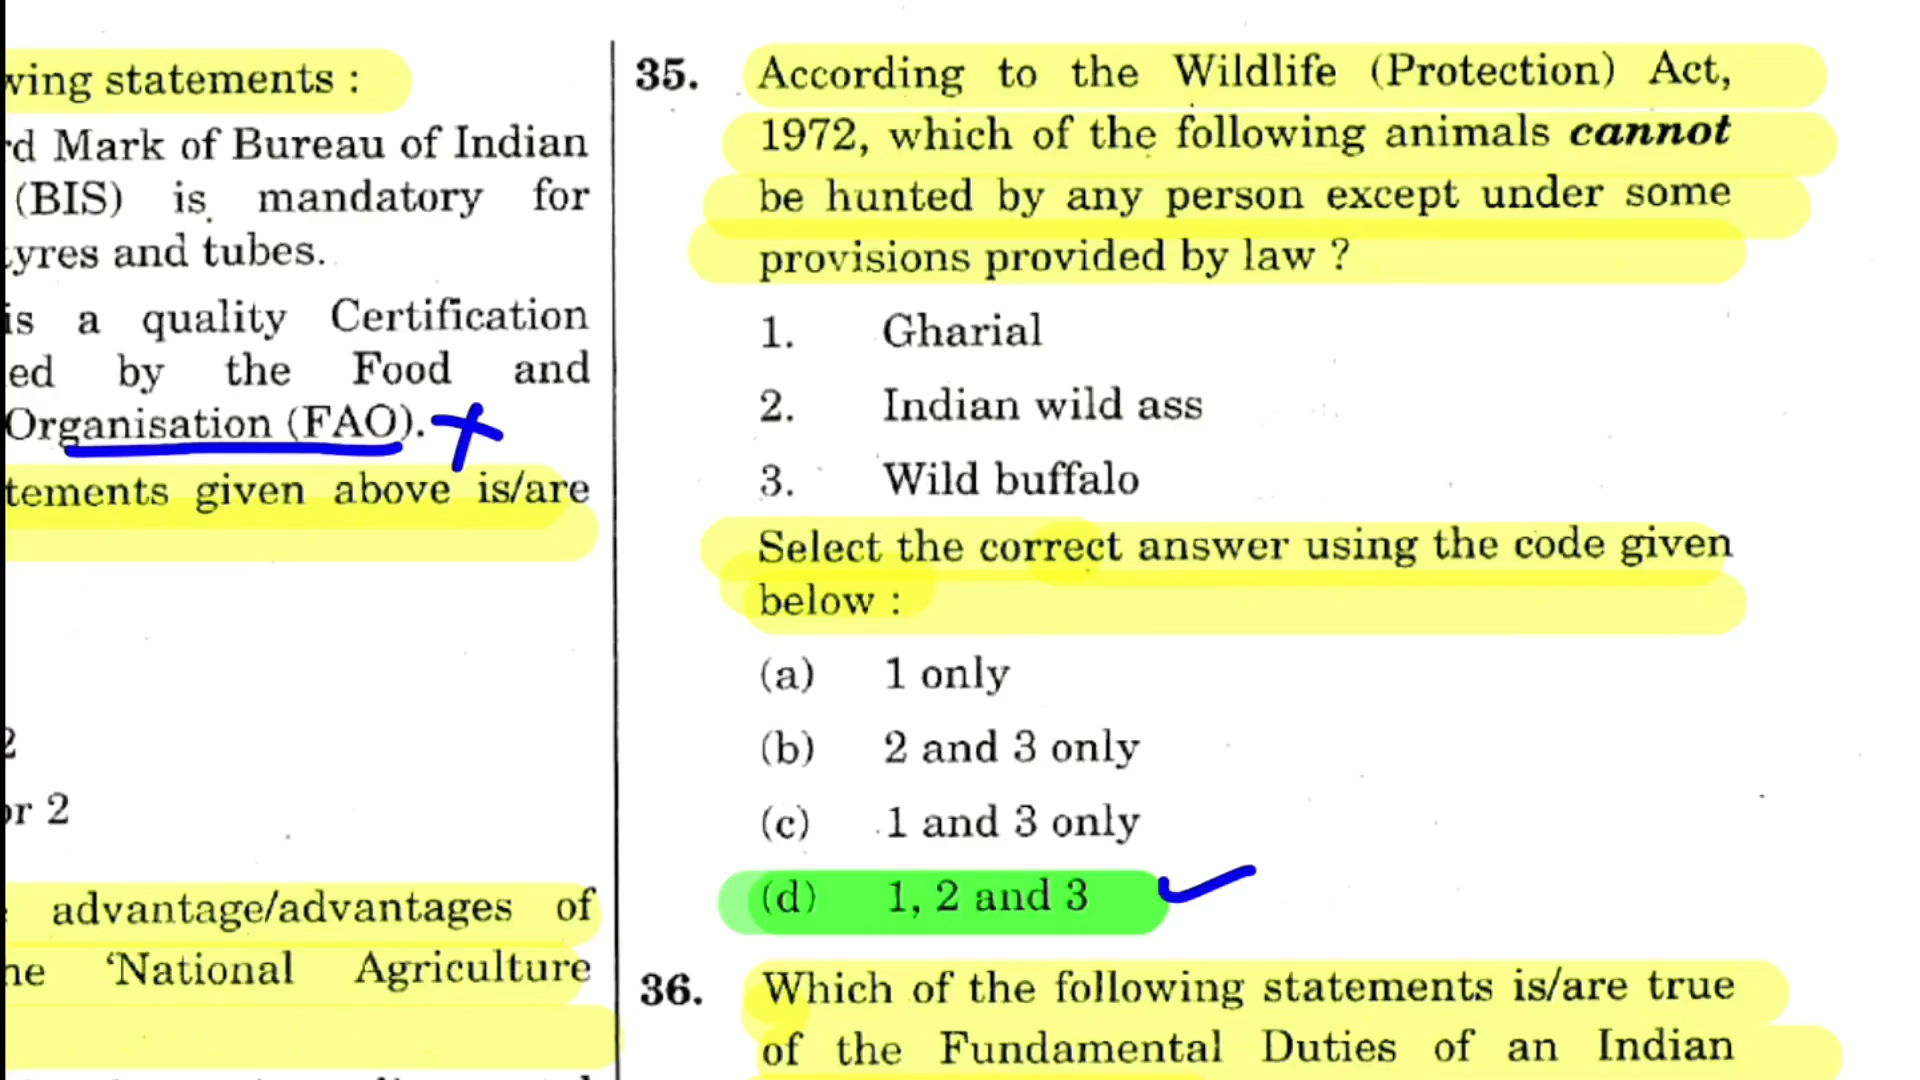 wing statements :
rd Mark of Bureau of Indian
(BIS) is mandatory for
tyres and tubes.
is a quality Certification
ed by the Food and
Organisation (FAO).
tements given above is/are
2
or 2
advantage/advantages of
he ‘National Agriculture
35. According to the Wildlife (Protection) Act,
1972, which of the following animals cannot
be hunted by any person except under some
provisions provided by law ?
1. Gharial
2. Indian wild ass
3. Wild buffalo
Select the correct answer using the code given
below :
(a) 1 only
(b) 2 and 3 only
(c) 1 and 3 only
(d) 1, 2 and 3
36. Which of the following statements is/are true
of the Fundamental Duties of an Indian